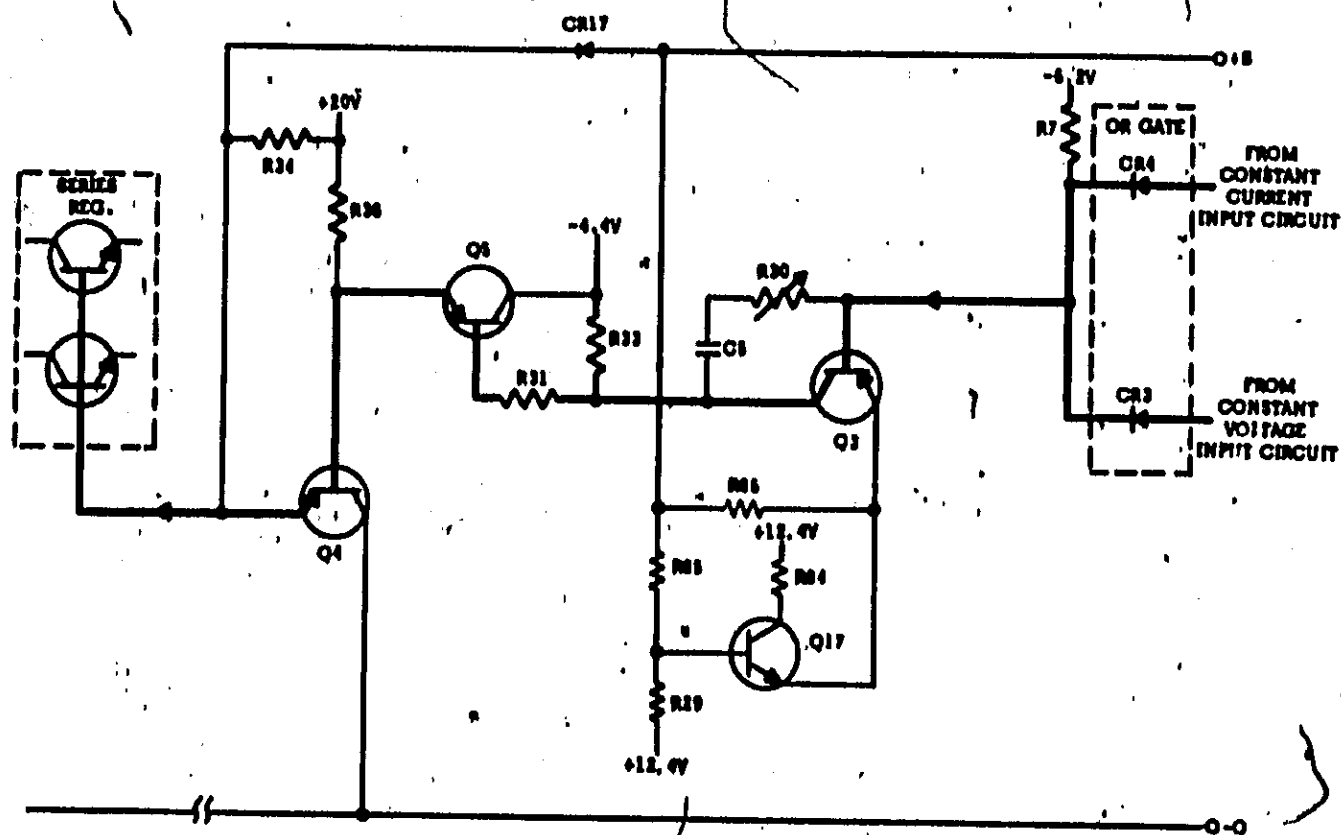 CR17
+S
-6.2V
+20V
R7
OR GATE
FROM
CONSTANT
CURRENT
INPUT CIRCUIT
CR4
R34
SERIES
REG.
R36
-4.4V
Q5
R30
R33
C5
R31
CR3
FROM
CONSTANT
VOLTAGE
INPUT CIRCUIT
Q3
Q4
+12.4V
R84
Q17
R29
+12.4V